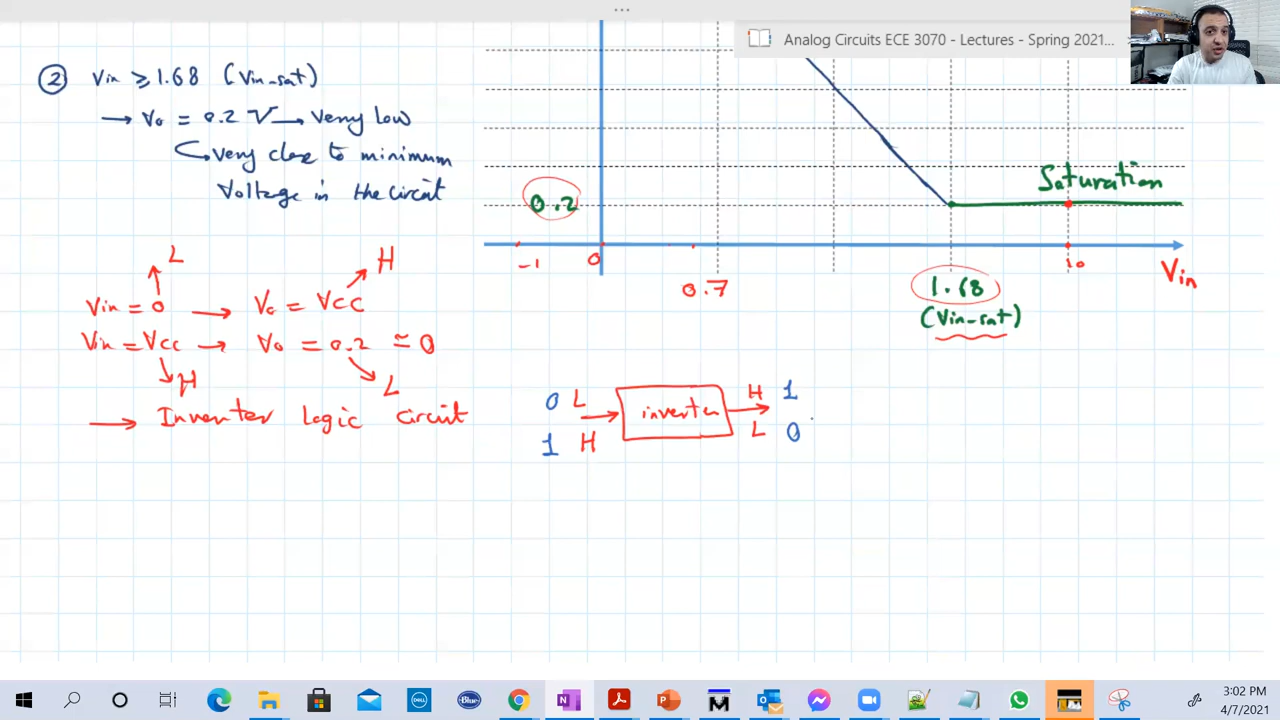 Analog Circuits ECE 3070 - Lectures - Spring 2021...
② Vin ≥ 1.68 (Vin-sat)
→ Vo = 0.2 V → Verry low
very close to minimum
Voltage in the circuit
Saturation
0.2
-1 0 0.7 1.68 10 Vin
(Vin-sat)
L H
Vin = 0 → Vo = VCC
Vin = VCC → Vo = 0.2 ≃ 0
H L
→ Inverter Logic circuit
0 L → inverter → H 1
1 H L 0
DELL
Blue
3:02 PM
4/7/2021